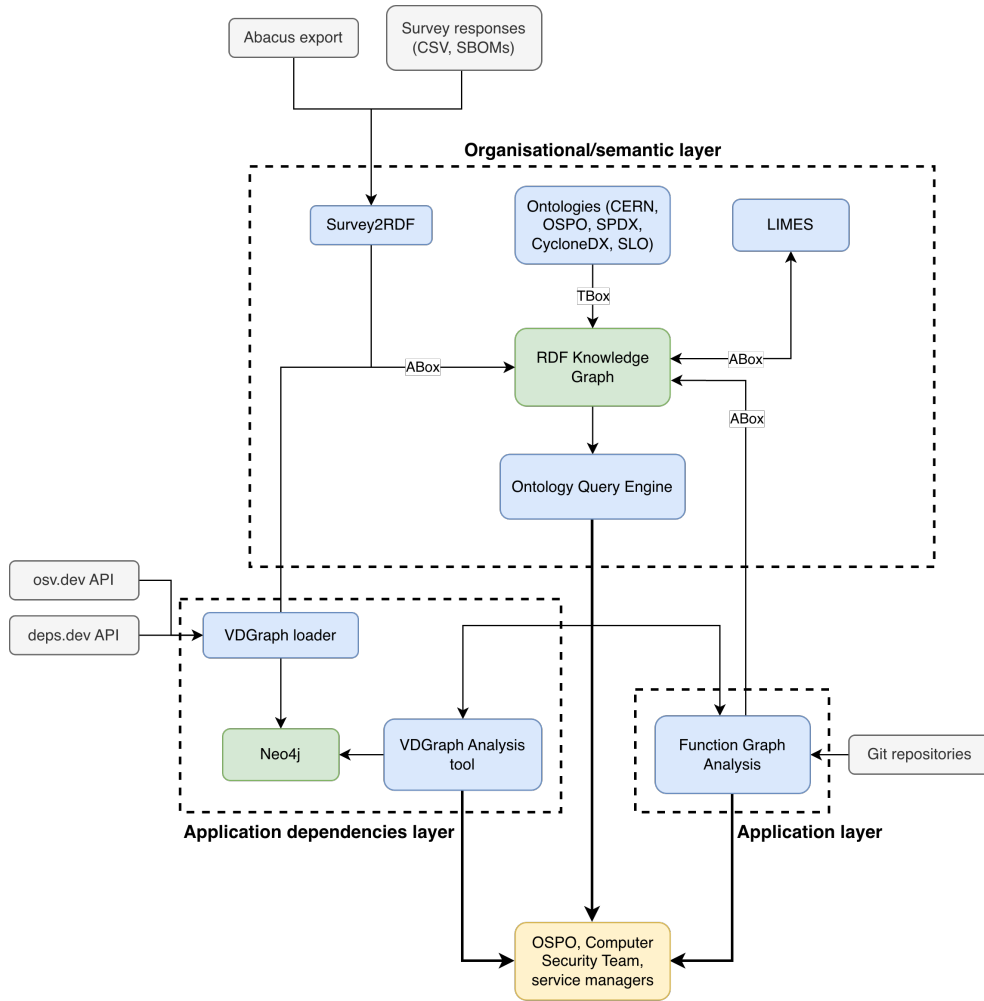 Abacus export
Survey responses
(CSV, SBOMs)
Organisational/semantic layer
Survey2RDF
Ontologies (CERN,
OSPO, SPDX,
CycloneDX, SLO)
LIMES
TBox
RDF Knowledge
Graph
ABox
ABox
ABox
Ontology Query Engine
osv.dev API
deps.dev API
VDGraph loader
Neo4j
VDGraph Analysis
tool
Function Graph
Analysis
Git repositories
Application dependencies layer
Application layer
OSPO, Computer
Security Team,
service managers